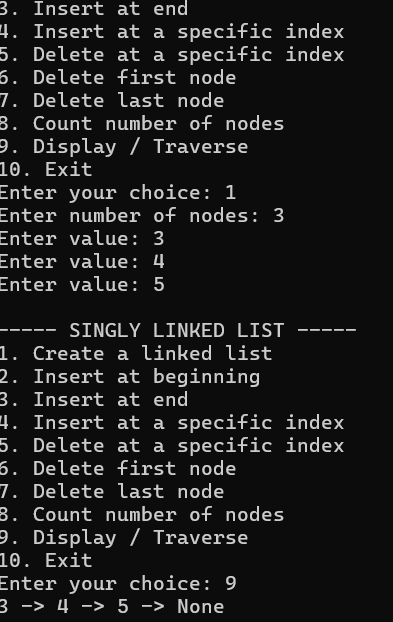 3. Insert at end
4. Insert at a specific index
5. Delete at a specific index
6. Delete first node
7. Delete last node
8. Count number of nodes
9. Display / Traverse
10. Exit
Enter your choice: 1
Enter number of nodes: 3
Enter value: 3
Enter value: 4
Enter value: 5

----- SINGLY LINKED LIST -----
1. Create a linked list
2. Insert at beginning
3. Insert at end
4. Insert at a specific index
5. Delete at a specific index
6. Delete first node
7. Delete last node
8. Count number of nodes
9. Display / Traverse
10. Exit
Enter your choice: 9
3 -> 4 -> 5 -> None